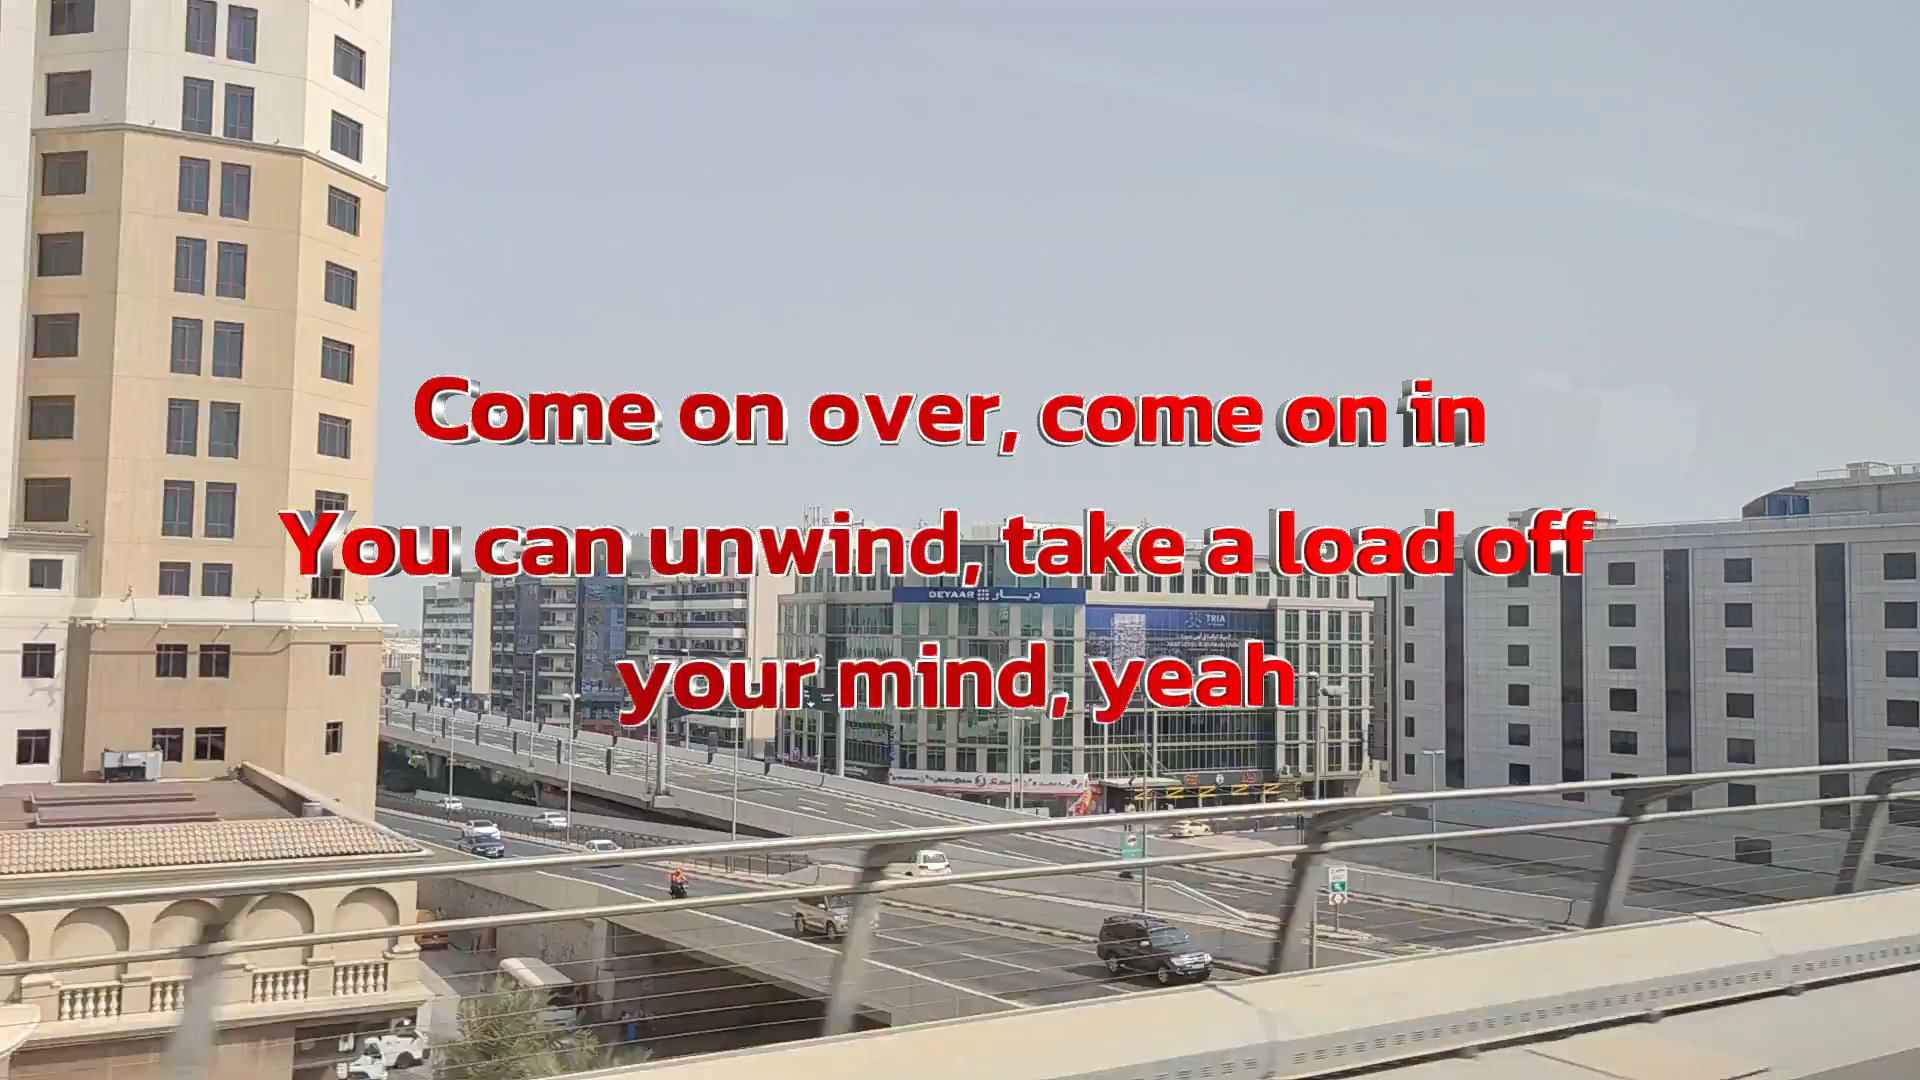 Come on over, come on in
You can unwind, take a load off
your mind, yeah
DEYAAR ديار
TRIA